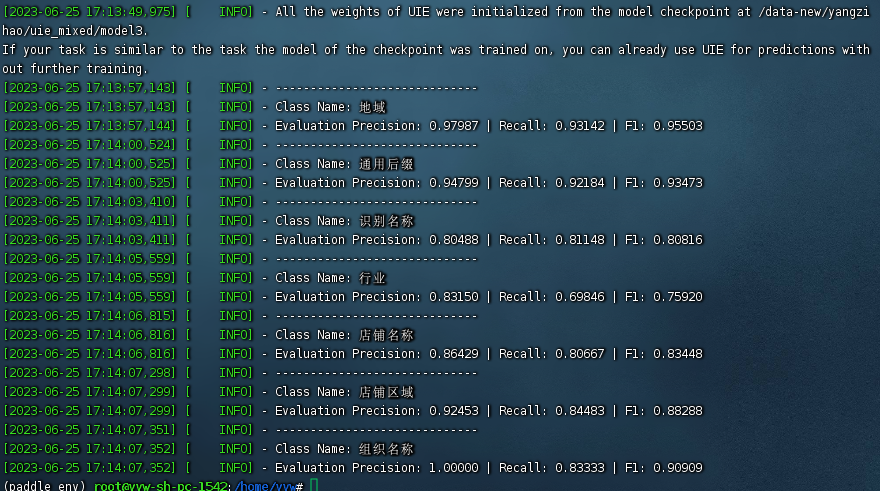 [2023-06-25 17:13:49,975] [    INFO] - All the weights of UIE were initialized from the model checkpoint at /data-new/yangzi
hao/uie_mixed/model3.
If your task is similar to the task the model of the checkpoint was trained on, you can already use UIE for predictions with
out further training.
[2023-06-25 17:13:57,143] [    INFO] - -----------------------------
[2023-06-25 17:13:57,143] [    INFO] - Class Name: 地域
[2023-06-25 17:13:57,144] [    INFO] - Evaluation Precision: 0.97987 | Recall: 0.93142 | F1: 0.95503
[2023-06-25 17:14:00,524] [    INFO] - -----------------------------
[2023-06-25 17:14:00,525] [    INFO] - Class Name: 通用后缀
[2023-06-25 17:14:00,525] [    INFO] - Evaluation Precision: 0.94799 | Recall: 0.92184 | F1: 0.93473
[2023-06-25 17:14:03,410] [    INFO] - -----------------------------
[2023-06-25 17:14:03,411] [    INFO] - Class Name: 识别名称
[2023-06-25 17:14:03,411] [    INFO] - Evaluation Precision: 0.80488 | Recall: 0.81148 | F1: 0.80816
[2023-06-25 17:14:05,559] [    INFO] - -----------------------------
[2023-06-25 17:14:05,559] [    INFO] - Class Name: 行业
[2023-06-25 17:14:05,559] [    INFO] - Evaluation Precision: 0.83150 | Recall: 0.69846 | F1: 0.75920
[2023-06-25 17:14:06,815] [    INFO] - -----------------------------
[2023-06-25 17:14:06,816] [    INFO] - Class Name: 店铺名称
[2023-06-25 17:14:06,816] [    INFO] - Evaluation Precision: 0.86429 | Recall: 0.80667 | F1: 0.83448
[2023-06-25 17:14:07,298] [    INFO] - -----------------------------
[2023-06-25 17:14:07,299] [    INFO] - Class Name: 店铺区域
[2023-06-25 17:14:07,299] [    INFO] - Evaluation Precision: 0.92453 | Recall: 0.84483 | F1: 0.88288
[2023-06-25 17:14:07,351] [    INFO] - -----------------------------
[2023-06-25 17:14:07,352] [    INFO] - Class Name: 组织名称
[2023-06-25 17:14:07,352] [    INFO] - Evaluation Precision: 1.00000 | Recall: 0.83333 | F1: 0.90909
(paddle_env) root@yyw-sh-pc-1542:/home/yyw#